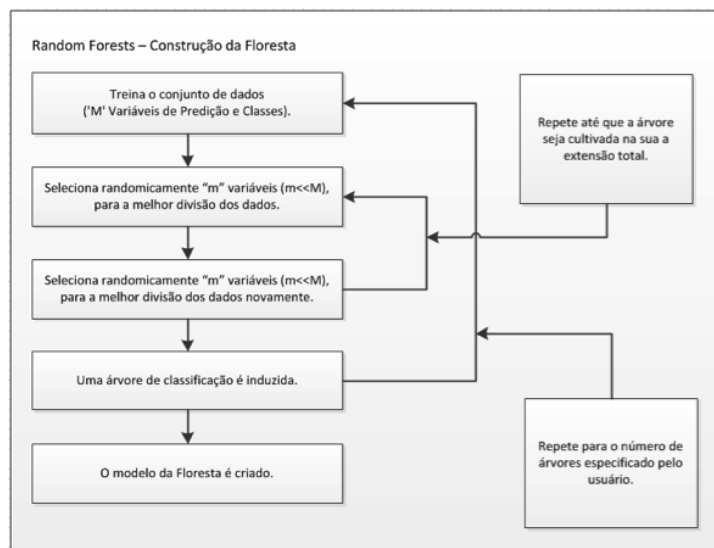 Random Forests – Construção da Floresta
Treina o conjunto de dados
('M' Variáveis de Predição e Classes).
Seleciona randomicamente "m" variáveis (m<<M),
para a melhor divisão dos dados.
Seleciona randomicamente "m" variáveis (m<<M),
para a melhor divisão dos dados novamente.
Uma árvore de classificação é induzida.
O modelo da Floresta é criado.
Repete até que a árvore
seja cultivada na sua a
extensão total.
Repete para o número de
árvores especificado pelo
usuário.